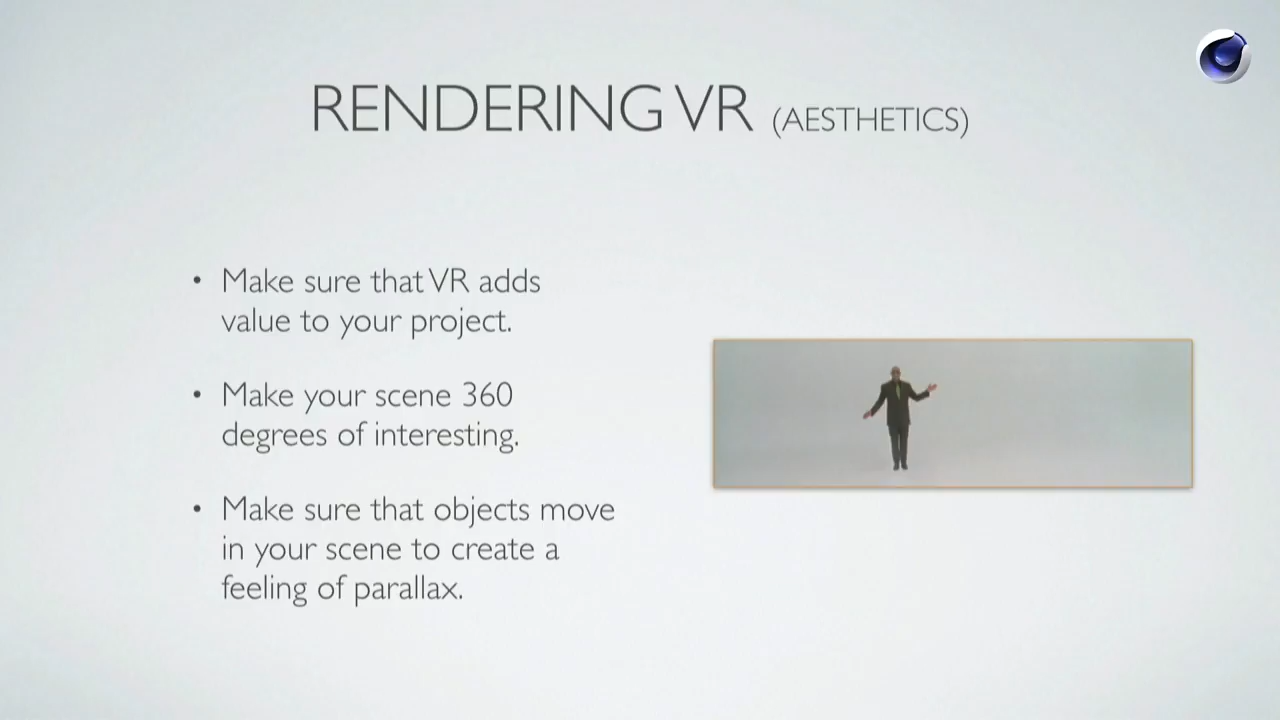 RENDERING VR (AESTHETICS)
• Make sure that VR adds
value to your project.
• Make your scene 360
degrees of interesting.
• Make sure that objects move
in your scene to create a
feeling of parallax.